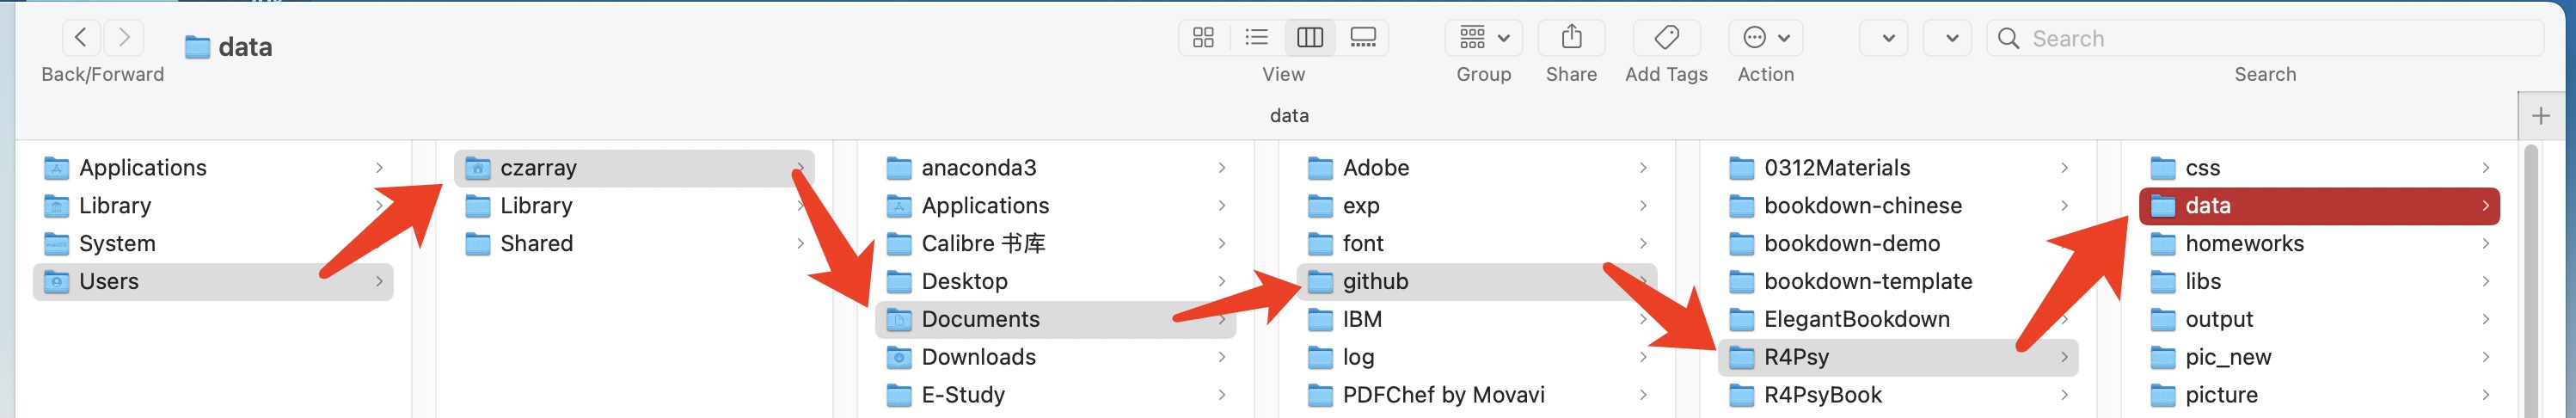 data
Back/Forward
View
Group
Share
Add Tags
Action
Search
Search
data
Applications
Library
System
Users
czarray
Library
Shared
anaconda3
Applications
Calibre 书库
Desktop
Documents
Downloads
E-Study
Adobe
exp
font
github
IBM
log
PDFChef by Movavi
0312Materials
bookdown-chinese
bookdown-demo
bookdown-template
ElegantBookdown
R4Psy
R4PsyBook
css
data
homeworks
libs
output
pic_new
picture